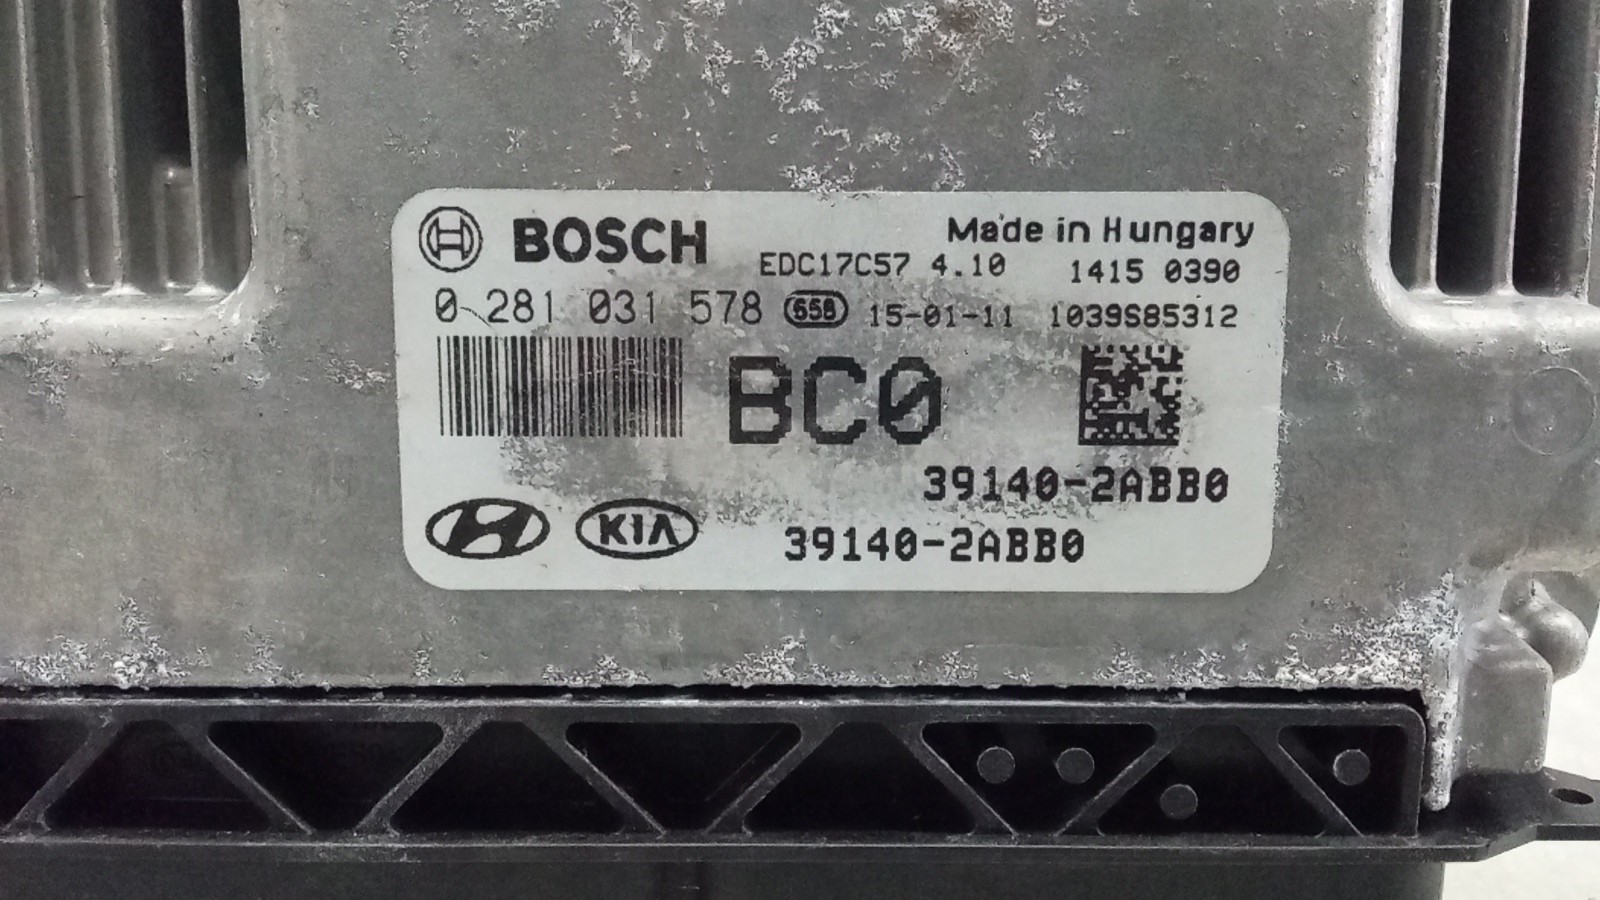 BOSCH
Made in Hungary
EDC17C57 4.10 1415 0390
0 281 031 578 558 15-01-11 1039S85312
BC0
39140-2ABB0
KIA 39140-2ABB0